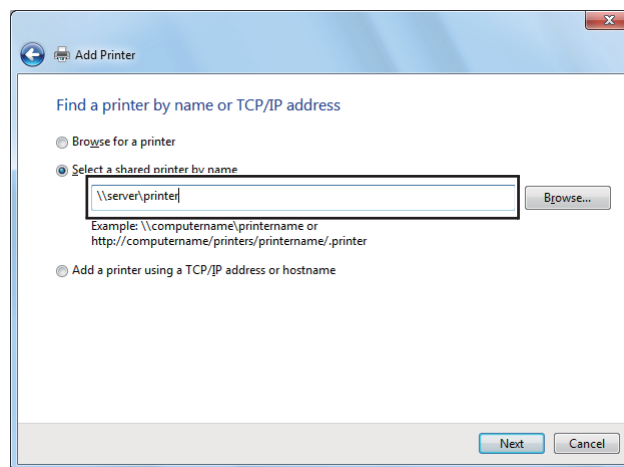 Add Printer
Find a printer by name or TCP/IP address
Browse for a printer
Select a shared printer by name
\\server\printer
Browse...
Example: \\computername\printername or
http://computername/printers/printername/.printer
Add a printer using a TCP/IP address or hostname
Next
Cancel